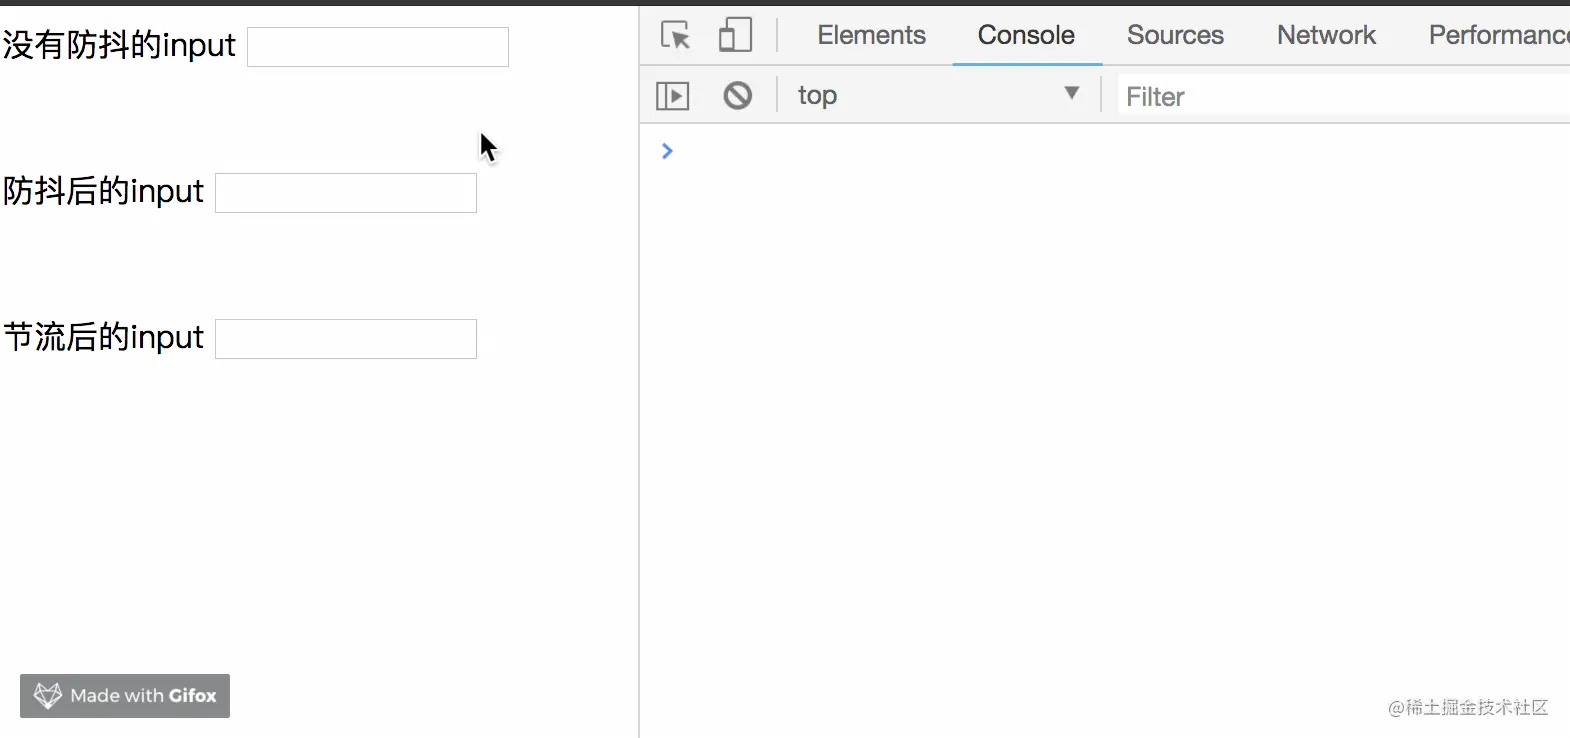 没有防抖的input
防抖后的input
节流后的input
Made with Gifox
Elements Console Sources Network Performanc
top Filter
@稀土掘金技术社区